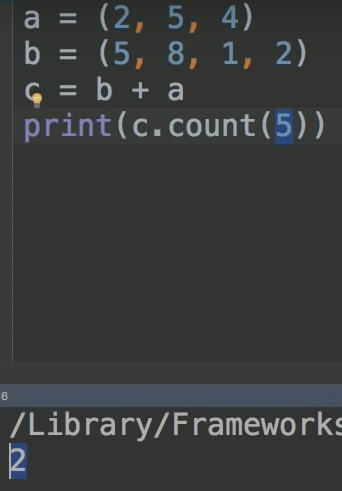 a = (2, 5, 4)
b = (5, 8, 1, 2)
c = b + a
print(c.count(5))
6
/Library/Frameworks
2